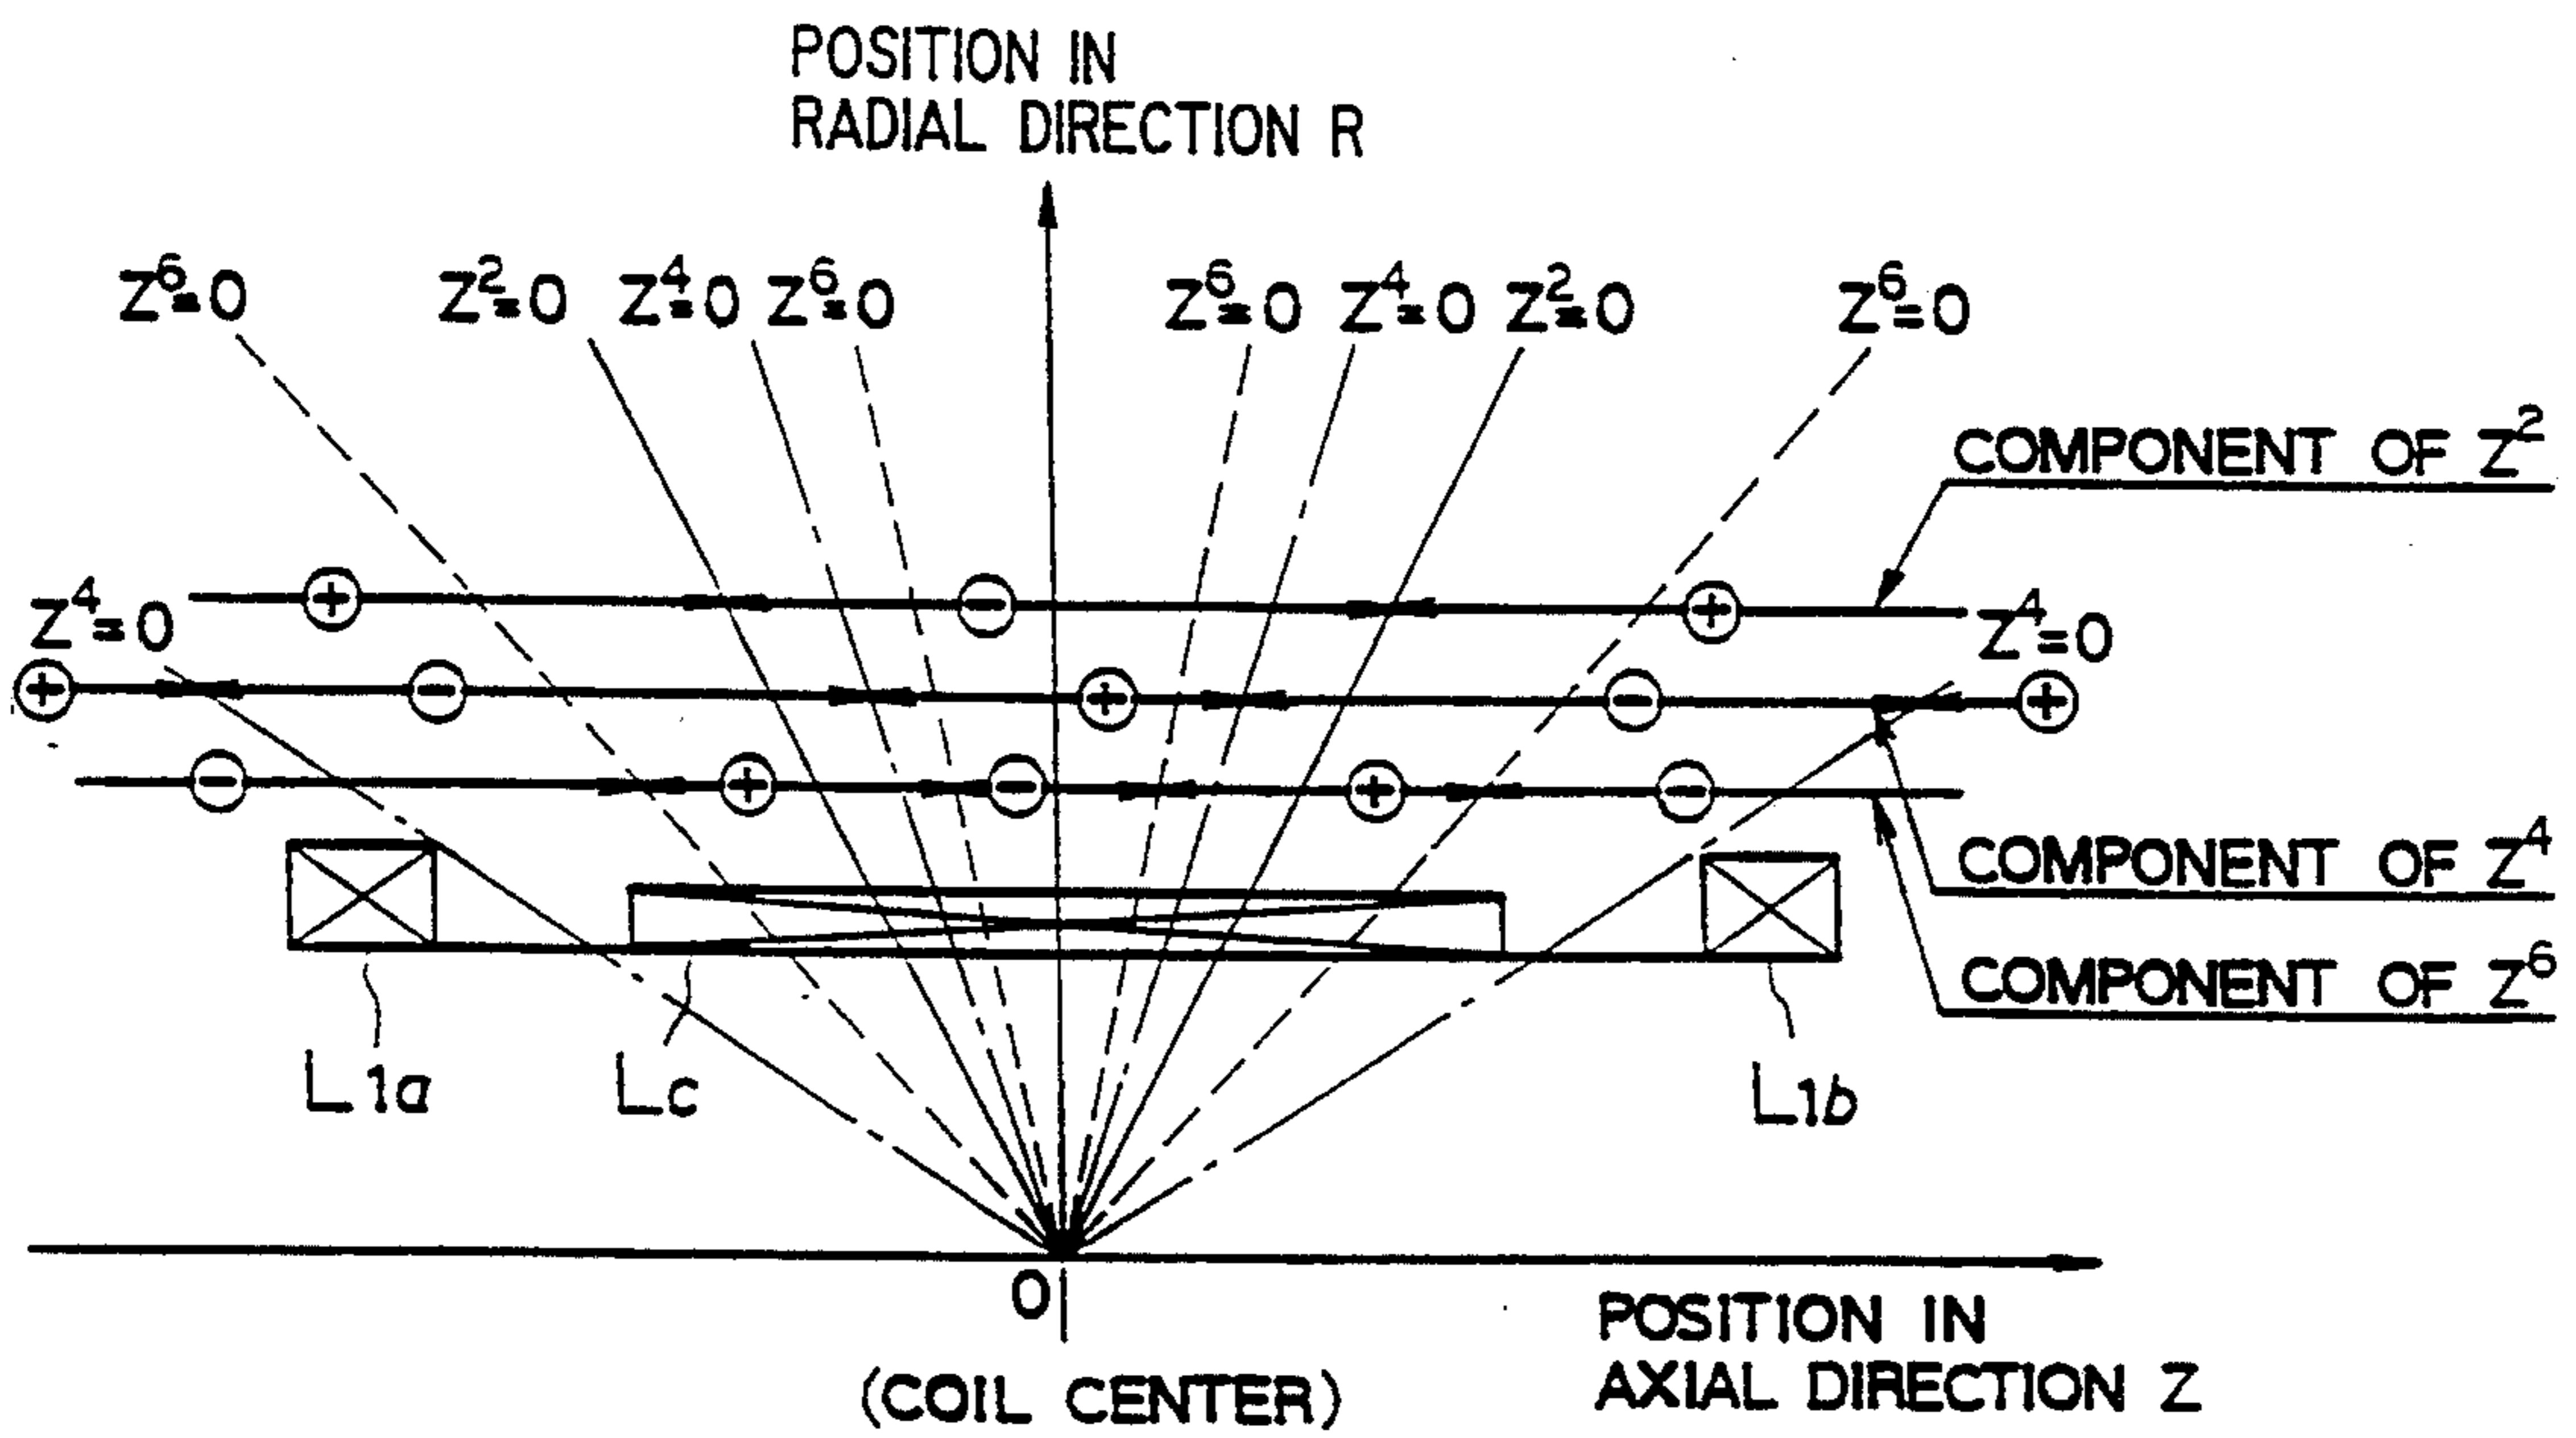 POSITION IN
RADIAL DIRECTION R
Z⁶=0 Z²=0 Z⁴=0 Z⁶=0 Z⁶=0 Z⁴=0 Z²=0 Z⁶=0
COMPONENT OF Z²
+ − +
Z⁴=0 Z⁴=0
+ − + − +
− + − + −
COMPONENT OF Z⁴
COMPONENT OF Z⁶
L1a Lc L1b
0
(COIL CENTER)
POSITION IN
AXIAL DIRECTION Z